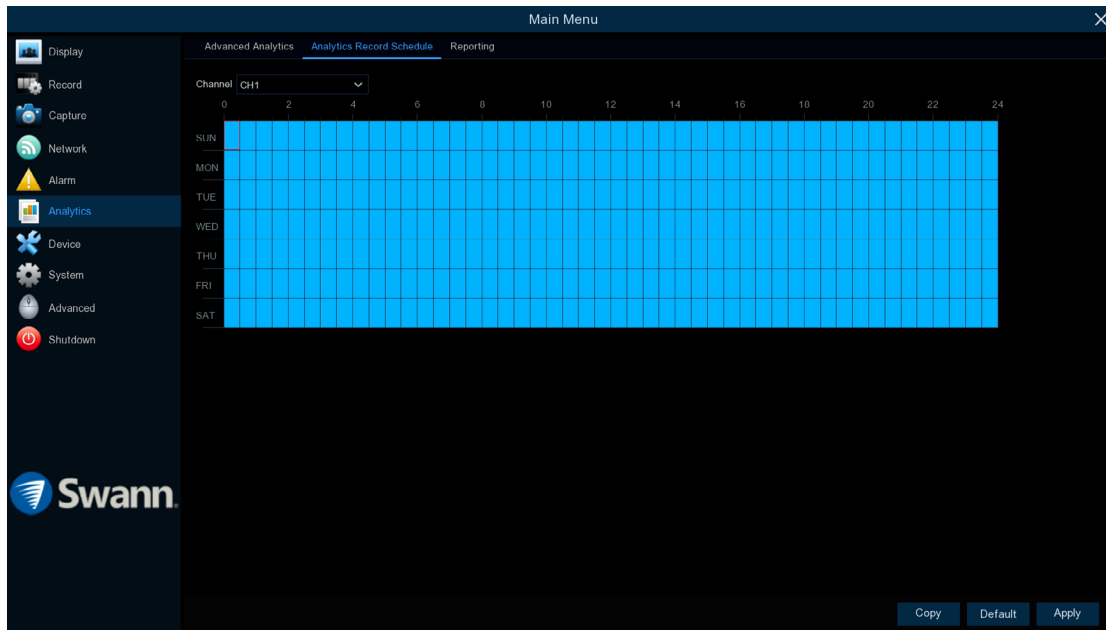 Main Menu
Display
Record
Capture
Network
Alarm
Analytics
Device
System
Advanced
Shutdown
Swann.
Advanced Analytics Analytics Record Schedule Reporting
Channel CH1
0 2 4 6 8 10 12 14 16 18 20 22 24
SUN
MON
TUE
WED
THU
FRI
SAT
Copy Default Apply